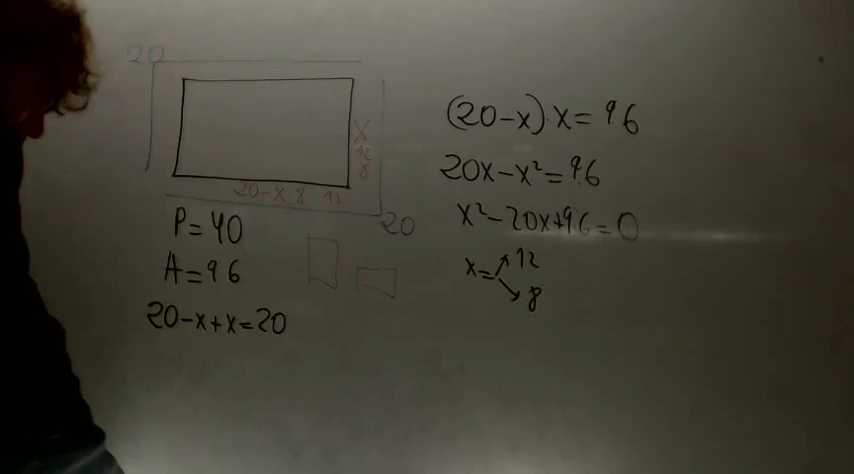 20
X
12
8
20-X 8 12
20
P=40
A=96
20-x+x=20
(20-x)·x=96
20x-x²=96
x²-20x+96=0
x= 12
8